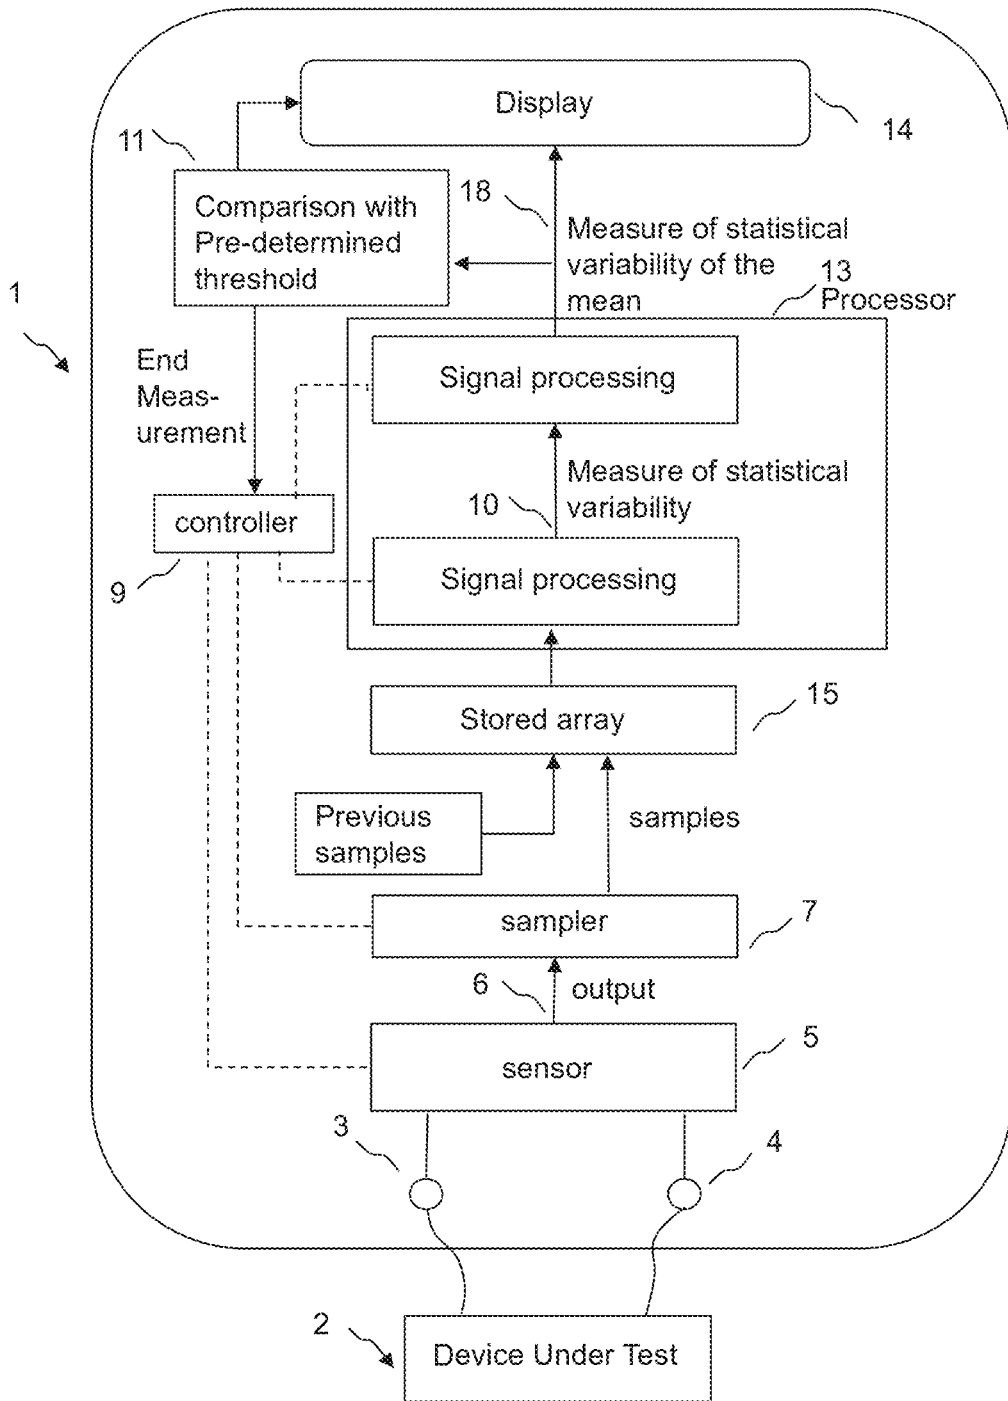 Display
14
11
Comparison with
Pre-determined
threshold
18
Measure of statistical
variability of the
mean
13
Processor
1
End
Meas-
urement
Signal processing
Measure of statistical
variability
10
controller
9
Signal processing
Stored array
15
Previous
samples
samples
sampler
7
6
output
sensor
5
3
4
2
Device Under Test